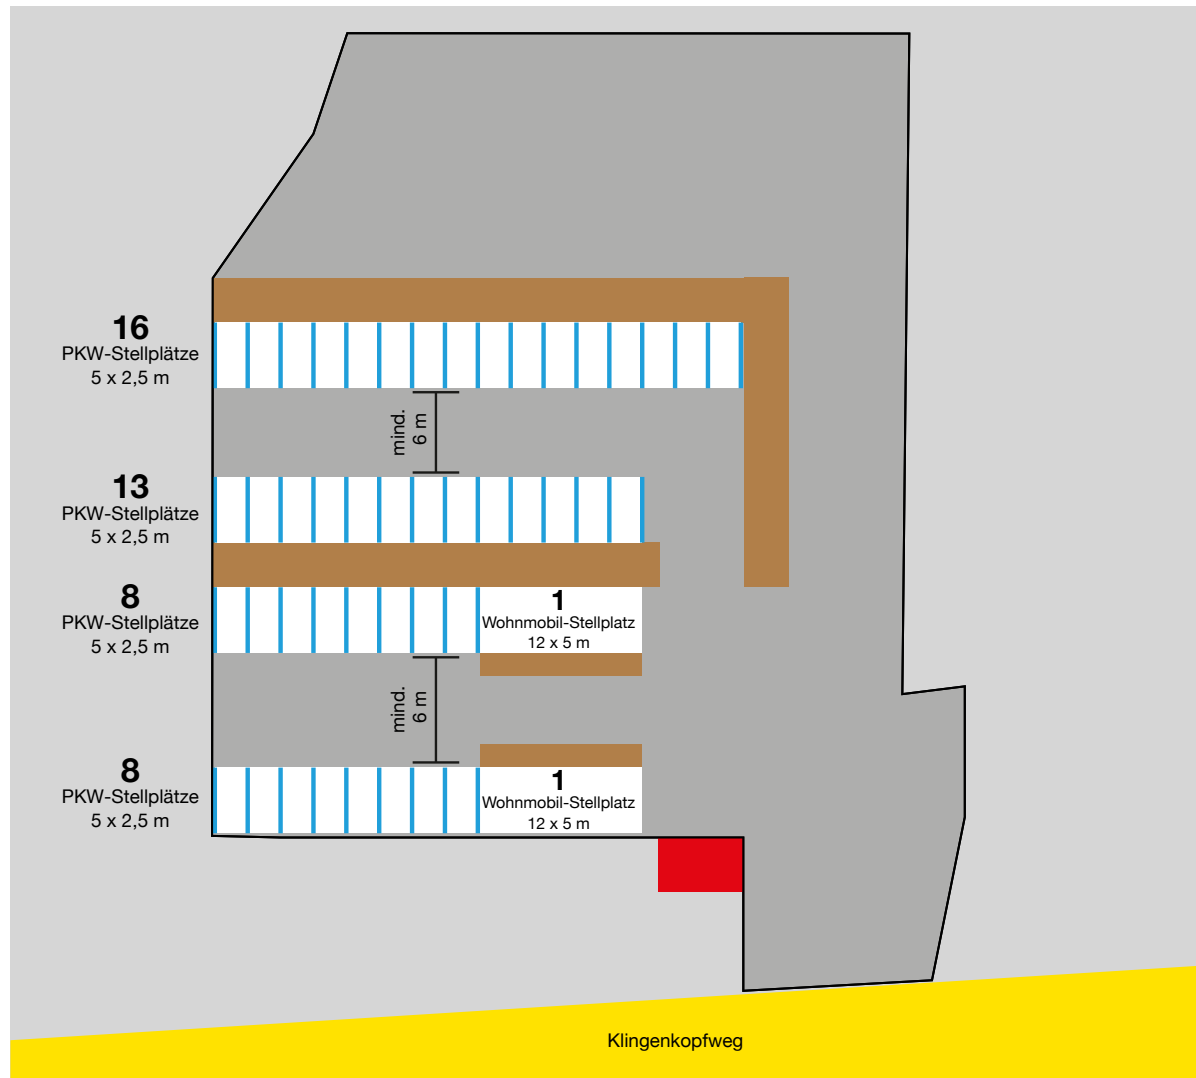 16
PKW-Stellplätze
5 x 2,5 m
mind.
6 m
13
PKW-Stellplätze
5 x 2,5 m
8
PKW-Stellplätze
5 x 2,5 m
1
Wohnmobil-Stellplatz
12 x 5 m
mind.
6 m
8
PKW-Stellplätze
5 x 2,5 m
1
Wohnmobil-Stellplatz
12 x 5 m
Klingenkopfweg